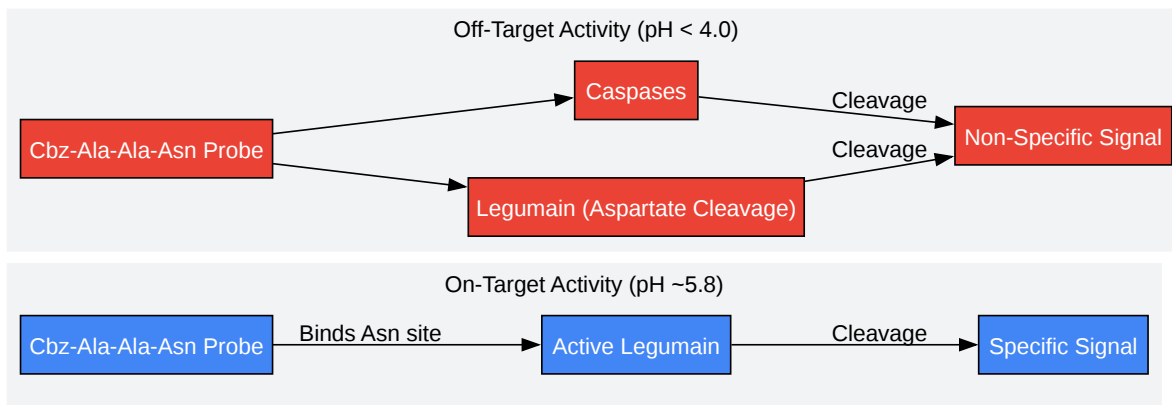 Off-Target Activity (pH < 4.0)
Caspases
Cleavage
Cbz-Ala-Ala-Asn Probe
Non-Specific Signal
Cleavage
Legumain (Aspartate Cleavage)
On-Target Activity (pH ~5.8)
Cbz-Ala-Ala-Asn Probe
Binds Asn site
Active Legumain
Cleavage
Specific Signal